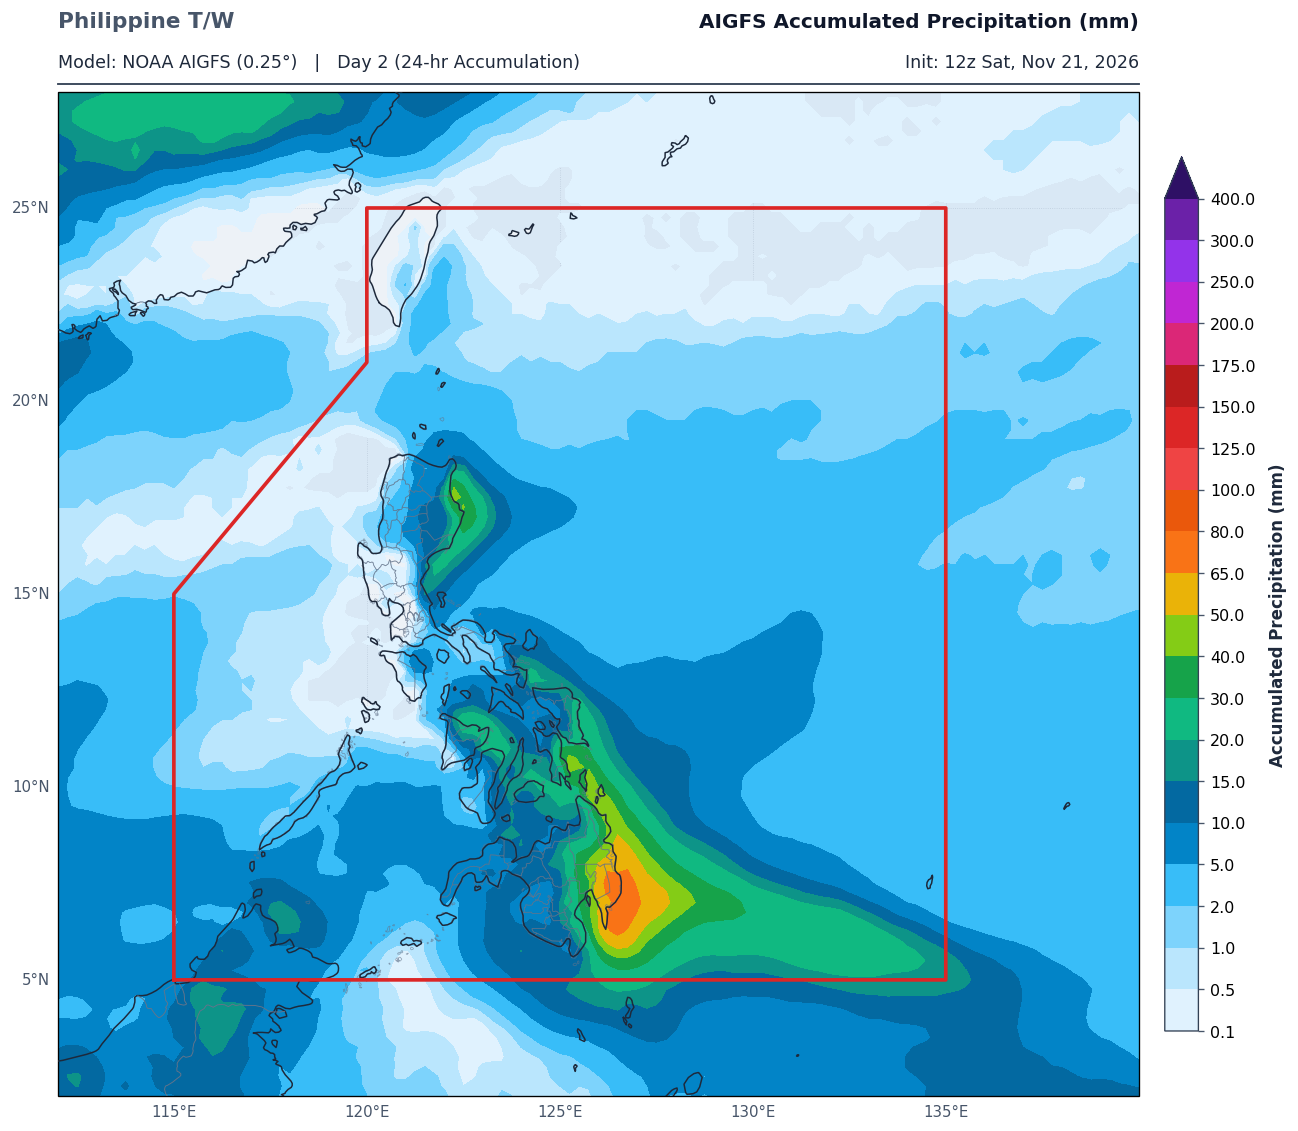 Philippine T/W
AIGFS Accumulated Precipitation (mm)
Model: NOAA AIGFS (0.25°)   |   Day 2 (24-hr Accumulation)
Init: 12z Sat, Nov 21, 2026
25°N
20°N
15°N
10°N
5°N
115°E
120°E
125°E
130°E
135°E
400.0
300.0
250.0
200.0
175.0
150.0
125.0
100.0
80.0
65.0
50.0
40.0
30.0
20.0
15.0
10.0
5.0
2.0
1.0
0.5
0.1
Accumulated Precipitation (mm)